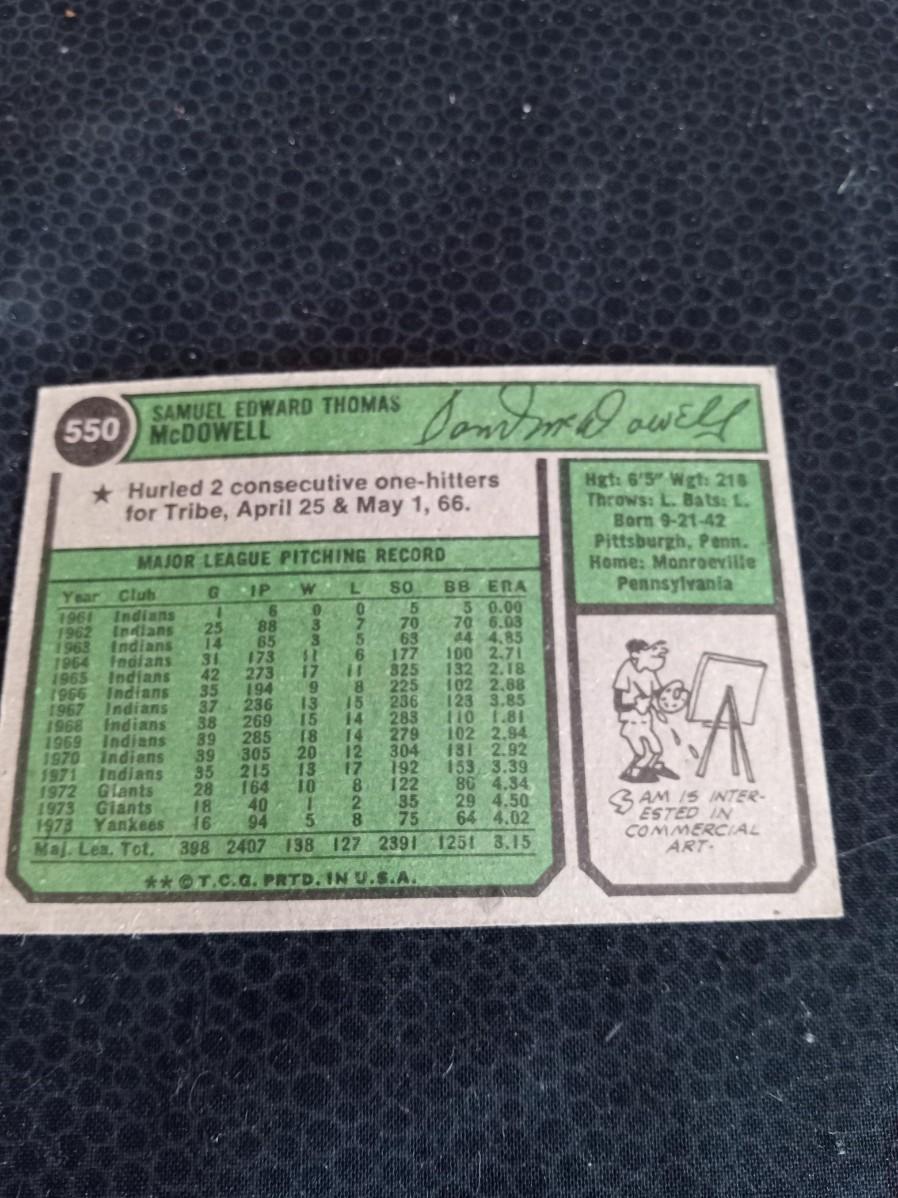 550
SAMUEL EDWARD THOMAS
McDOWELL
Sam McDowell
★ Hurled 2 consecutive one-hitters
for Tribe, April 25 & May 1, 66.
MAJOR LEAGUE PITCHING RECORD
Year Club G IP W L SO BB ERA
1961 Indians 1 6 0 0 5 5 0.00
1962 Indians 25 88 3 7 70 70 6.03
1963 Indians 14 65 3 5 63 44 4.85
1964 Indians 31 173 11 6 177 100 2.71
1965 Indians 42 273 17 11 325 132 2.18
1966 Indians 35 194 9 8 225 102 2.88
1967 Indians 37 236 13 15 236 123 3.85
1968 Indians 38 269 15 14 283 110 1.81
1969 Indians 39 285 18 14 279 102 2.94
1970 Indians 39 305 20 12 304 131 2.92
1971 Indians 35 215 13 17 192 153 3.39
1972 Giants 28 164 10 8 122 86 4.34
1973 Giants 18 40 1 2 35 29 4.50
1973 Yankees 16 94 5 8 75 64 4.02
Maj. Lea. Tot. 398 2407 138 127 2391 1251 3.15
** © T.C.G. PRTD. IN U.S.A.
Hgt: 6'5" Wgt: 218
Throws: L. Bats: L.
Born 9-21-42
Pittsburgh, Penn.
Home: Monroeville
Pennsylvania
SAM IS INTER-
ESTED IN
COMMERCIAL
ART.